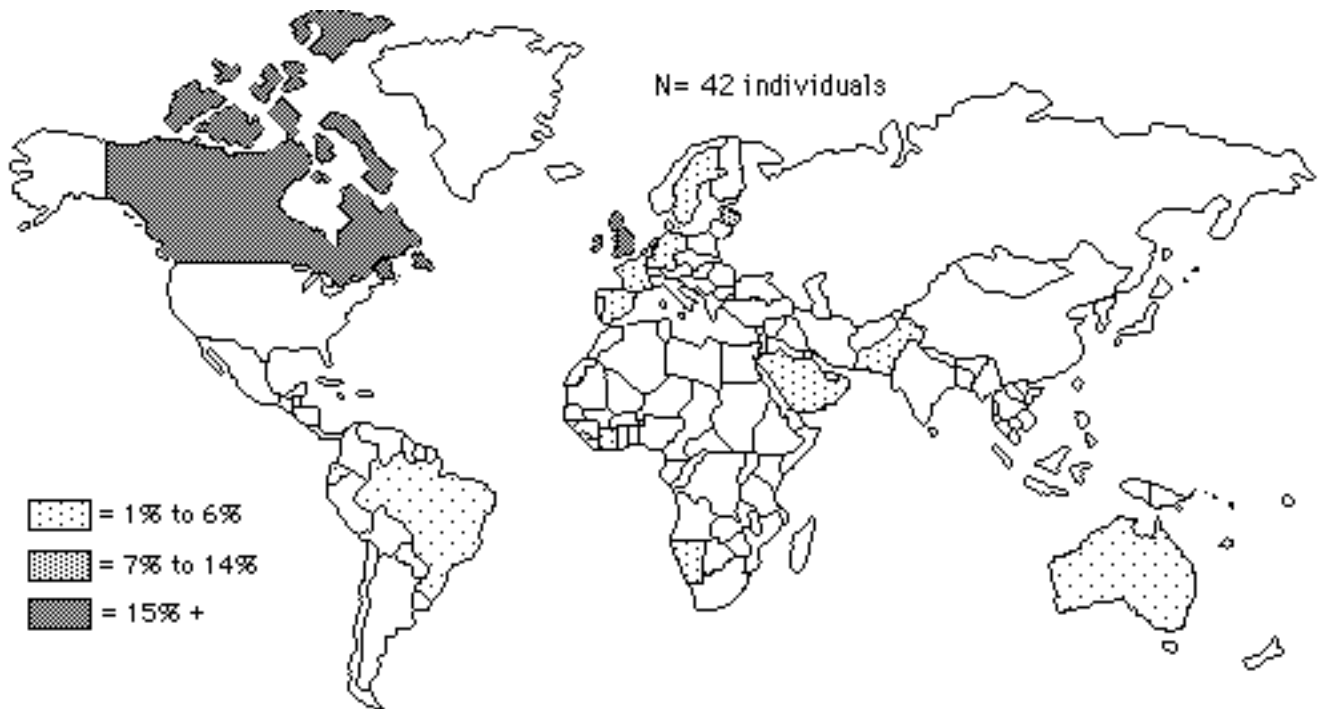 N= 42 individuals
= 1% to 6%
= 7% to 14%
= 15% +